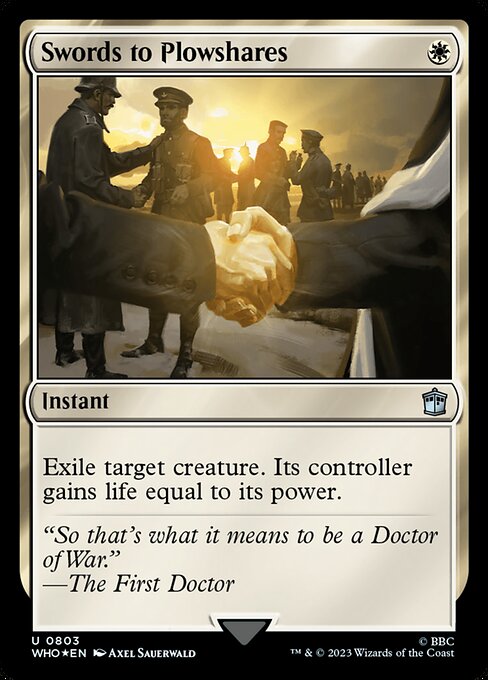 Swords to Plowshares
Instant
Exile target creature. Its controller
gains life equal to its power.
“So that’s what it means to be a Doctor
of War.”
—The First Doctor
U 0803
WHO★EN Axel Sauerwald
© BBC
™ & © 2023 Wizards of the Coast